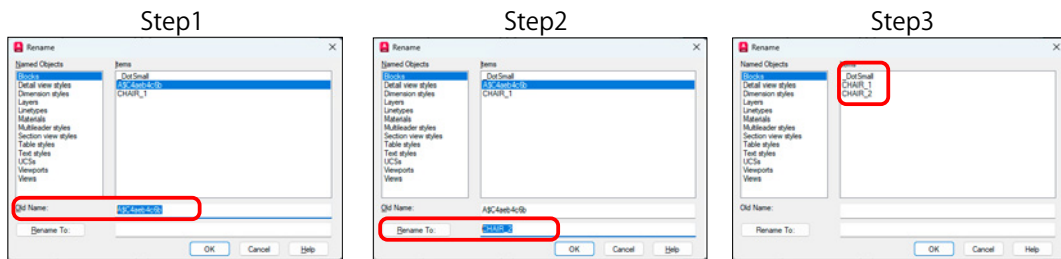 Step1
Rename
Named Objects
Items
Blocks
Detail view styles
Dimension styles
Layers
Linetypes
Materials
Multileader styles
Section view styles
Table styles
Text styles
UCSs
Viewports
Views
_DotSmall
A$C4aeb4c6b
CHAIR_1
Old Name:
A$C4aeb4c6b
Rename To:
OK
Cancel
Help
Step2
Rename
Named Objects
Items
Blocks
Detail view styles
Dimension styles
Layers
Linetypes
Materials
Multileader styles
Section view styles
Table styles
Text styles
UCSs
Viewports
Views
_DotSmall
A$C4aeb4c6b
CHAIR_1
Old Name:
A$C4aeb4c6b
Rename To:
CHAIR_2
OK
Cancel
Help
Step3
Rename
Named Objects
Items
Blocks
Detail view styles
Dimension styles
Layers
Linetypes
Materials
Multileader styles
Section view styles
Table styles
Text styles
UCSs
Viewports
Views
_DotSmall
CHAIR_1
CHAIR_2
Old Name:
Rename To:
OK
Cancel
Help